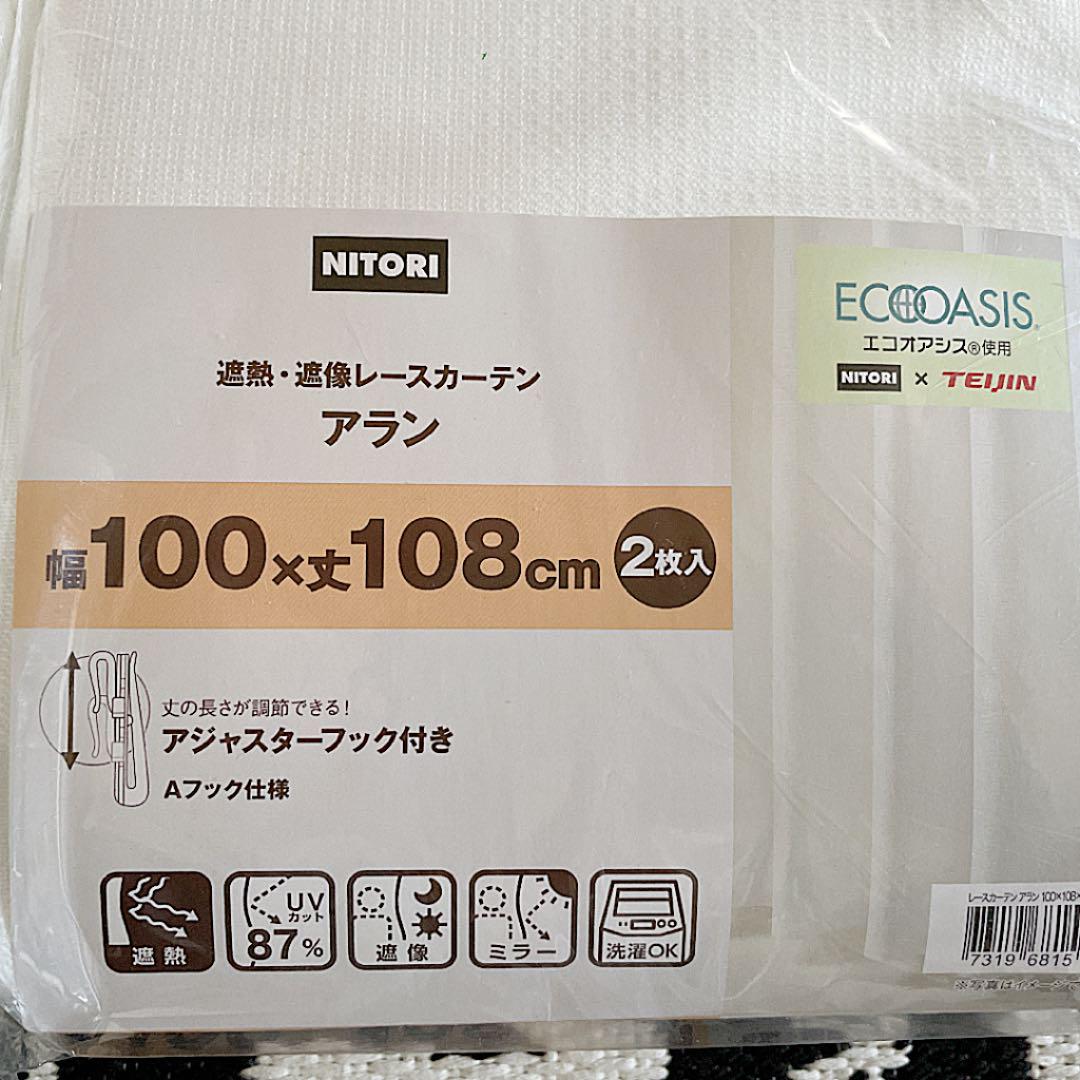 NITORI
遮熱・遮像レースカーテン
アラン
ECOOASIS®
エコオアシス®使用
NITORI × TEIJIN
幅100×丈108cm 2枚入
丈の長さが調節できる!
アジャスターフック付き
Aフック仕様
遮熱
UV
カット
87%
遮像
ミラー
洗濯OK
レースカーテン アラン 100×108×
7319 6815
※写真はイメージで